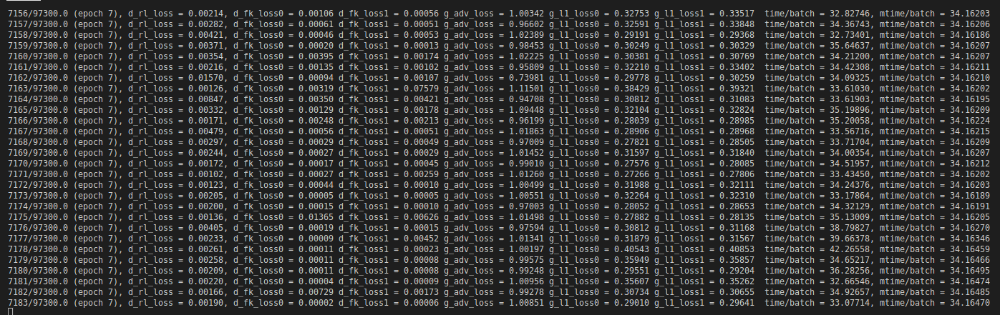 7156/97300.0 (epoch 7), d_rl_loss = 0.00214, d_fk_loss0 = 0.00106 d_fk_loss1 = 0.00056 g_adv_loss = 1.00342 g_l1_loss0 = 0.32753 g_l1_loss1 = 0.33517  time/batch = 32.82746, mtime/batch = 34.16203
7157/97300.0 (epoch 7), d_rl_loss = 0.00282, d_fk_loss0 = 0.00061 d_fk_loss1 = 0.00051 g_adv_loss = 0.96602 g_l1_loss0 = 0.32591 g_l1_loss1 = 0.33848  time/batch = 34.36743, mtime/batch = 34.16206
7158/97300.0 (epoch 7), d_rl_loss = 0.00421, d_fk_loss0 = 0.00046 d_fk_loss1 = 0.00053 g_adv_loss = 1.02389 g_l1_loss0 = 0.29191 g_l1_loss1 = 0.29368  time/batch = 32.73401, mtime/batch = 34.16186
7159/97300.0 (epoch 7), d_rl_loss = 0.00371, d_fk_loss0 = 0.00020 d_fk_loss1 = 0.00013 g_adv_loss = 0.98453 g_l1_loss0 = 0.30249 g_l1_loss1 = 0.30329  time/batch = 35.64637, mtime/batch = 34.16207
7160/97300.0 (epoch 7), d_rl_loss = 0.00354, d_fk_loss0 = 0.00395 d_fk_loss1 = 0.00174 g_adv_loss = 1.02225 g_l1_loss0 = 0.30381 g_l1_loss1 = 0.30769  time/batch = 34.21200, mtime/batch = 34.16207
7161/97300.0 (epoch 7), d_rl_loss = 0.00216, d_fk_loss0 = 0.00135 d_fk_loss1 = 0.00102 g_adv_loss = 0.95809 g_l1_loss0 = 0.32210 g_l1_loss1 = 0.33402  time/batch = 34.42308, mtime/batch = 34.16211
7162/97300.0 (epoch 7), d_rl_loss = 0.01570, d_fk_loss0 = 0.00094 d_fk_loss1 = 0.00107 g_adv_loss = 0.73981 g_l1_loss0 = 0.29778 g_l1_loss1 = 0.30259  time/batch = 34.09325, mtime/batch = 34.16210
7163/97300.0 (epoch 7), d_rl_loss = 0.00126, d_fk_loss0 = 0.00319 d_fk_loss1 = 0.07579 g_adv_loss = 1.11501 g_l1_loss0 = 0.38429 g_l1_loss1 = 0.39321  time/batch = 33.61030, mtime/batch = 34.16202
7164/97300.0 (epoch 7), d_rl_loss = 0.00847, d_fk_loss0 = 0.00350 d_fk_loss1 = 0.00421 g_adv_loss = 0.94708 g_l1_loss0 = 0.30812 g_l1_loss1 = 0.31083  time/batch = 33.61903, mtime/batch = 34.16195
7165/97300.0 (epoch 7), d_rl_loss = 0.00332, d_fk_loss0 = 0.00129 d_fk_loss1 = 0.00178 g_adv_loss = 1.09448 g_l1_loss0 = 0.32104 g_l1_loss1 = 0.32824  time/batch = 35.19896, mtime/batch = 34.16209
7166/97300.0 (epoch 7), d_rl_loss = 0.00171, d_fk_loss0 = 0.00248 d_fk_loss1 = 0.00213 g_adv_loss = 0.96199 g_l1_loss0 = 0.28039 g_l1_loss1 = 0.28985  time/batch = 35.20058, mtime/batch = 34.16224
7167/97300.0 (epoch 7), d_rl_loss = 0.00479, d_fk_loss0 = 0.00056 d_fk_loss1 = 0.00051 g_adv_loss = 1.01863 g_l1_loss0 = 0.28906 g_l1_loss1 = 0.28968  time/batch = 33.56716, mtime/batch = 34.16215
7168/97300.0 (epoch 7), d_rl_loss = 0.00297, d_fk_loss0 = 0.00029 d_fk_loss1 = 0.00049 g_adv_loss = 0.97009 g_l1_loss0 = 0.27821 g_l1_loss1 = 0.28505  time/batch = 33.71704, mtime/batch = 34.16209
7169/97300.0 (epoch 7), d_rl_loss = 0.00244, d_fk_loss0 = 0.00027 d_fk_loss1 = 0.00029 g_adv_loss = 1.01452 g_l1_loss0 = 0.31597 g_l1_loss1 = 0.31840  time/batch = 34.00354, mtime/batch = 34.16207
7170/97300.0 (epoch 7), d_rl_loss = 0.00172, d_fk_loss0 = 0.00017 d_fk_loss1 = 0.00045 g_adv_loss = 0.99010 g_l1_loss0 = 0.27576 g_l1_loss1 = 0.28085  time/batch = 34.51957, mtime/batch = 34.16212
7171/97300.0 (epoch 7), d_rl_loss = 0.00102, d_fk_loss0 = 0.00027 d_fk_loss1 = 0.00259 g_adv_loss = 1.01260 g_l1_loss0 = 0.27266 g_l1_loss1 = 0.27806  time/batch = 33.43450, mtime/batch = 34.16202
7172/97300.0 (epoch 7), d_rl_loss = 0.00123, d_fk_loss0 = 0.00044 d_fk_loss1 = 0.00010 g_adv_loss = 1.00499 g_l1_loss0 = 0.31988 g_l1_loss1 = 0.32111  time/batch = 34.24376, mtime/batch = 34.16203
7173/97300.0 (epoch 7), d_rl_loss = 0.00205, d_fk_loss0 = 0.00005 d_fk_loss1 = 0.00005 g_adv_loss = 1.00551 g_l1_loss0 = 0.32264 g_l1_loss1 = 0.32310  time/batch = 33.17864, mtime/batch = 34.16189
7174/97300.0 (epoch 7), d_rl_loss = 0.00200, d_fk_loss0 = 0.00015 d_fk_loss1 = 0.00010 g_adv_loss = 0.97003 g_l1_loss0 = 0.28052 g_l1_loss1 = 0.28653  time/batch = 34.32129, mtime/batch = 34.16191
7175/97300.0 (epoch 7), d_rl_loss = 0.00136, d_fk_loss0 = 0.01365 d_fk_loss1 = 0.00626 g_adv_loss = 1.01498 g_l1_loss0 = 0.27882 g_l1_loss1 = 0.28135  time/batch = 35.13009, mtime/batch = 34.16205
7176/97300.0 (epoch 7), d_rl_loss = 0.00405, d_fk_loss0 = 0.00019 d_fk_loss1 = 0.00015 g_adv_loss = 0.97594 g_l1_loss0 = 0.30812 g_l1_loss1 = 0.31168  time/batch = 38.79827, mtime/batch = 34.16270
7177/97300.0 (epoch 7), d_rl_loss = 0.00233, d_fk_loss0 = 0.00009 d_fk_loss1 = 0.00452 g_adv_loss = 1.01341 g_l1_loss0 = 0.31879 g_l1_loss1 = 0.31567  time/batch = 39.66378, mtime/batch = 34.16346
7178/97300.0 (epoch 7), d_rl_loss = 0.00261, d_fk_loss0 = 0.00011 d_fk_loss1 = 0.00023 g_adv_loss = 1.00197 g_l1_loss0 = 0.40543 g_l1_loss1 = 0.40853  time/batch = 42.26558, mtime/batch = 34.16459
7179/97300.0 (epoch 7), d_rl_loss = 0.00258, d_fk_loss0 = 0.00011 d_fk_loss1 = 0.00008 g_adv_loss = 0.99575 g_l1_loss0 = 0.35949 g_l1_loss1 = 0.35857  time/batch = 34.65217, mtime/batch = 34.16466
7180/97300.0 (epoch 7), d_rl_loss = 0.00209, d_fk_loss0 = 0.00011 d_fk_loss1 = 0.00008 g_adv_loss = 0.99248 g_l1_loss0 = 0.29551 g_l1_loss1 = 0.29204  time/batch = 36.28256, mtime/batch = 34.16495
7181/97300.0 (epoch 7), d_rl_loss = 0.00220, d_fk_loss0 = 0.00004 d_fk_loss1 = 0.00009 g_adv_loss = 1.00956 g_l1_loss0 = 0.35607 g_l1_loss1 = 0.35262  time/batch = 32.66546, mtime/batch = 34.16474
7182/97300.0 (epoch 7), d_rl_loss = 0.00166, d_fk_loss0 = 0.00729 d_fk_loss1 = 0.00173 g_adv_loss = 0.99278 g_l1_loss0 = 0.30734 g_l1_loss1 = 0.30655  time/batch = 34.92657, mtime/batch = 34.16485
7183/97300.0 (epoch 7), d_rl_loss = 0.00190, d_fk_loss0 = 0.00002 d_fk_loss1 = 0.00006 g_adv_loss = 1.00851 g_l1_loss0 = 0.29010 g_l1_loss1 = 0.29641  time/batch = 33.07714, mtime/batch = 34.16470